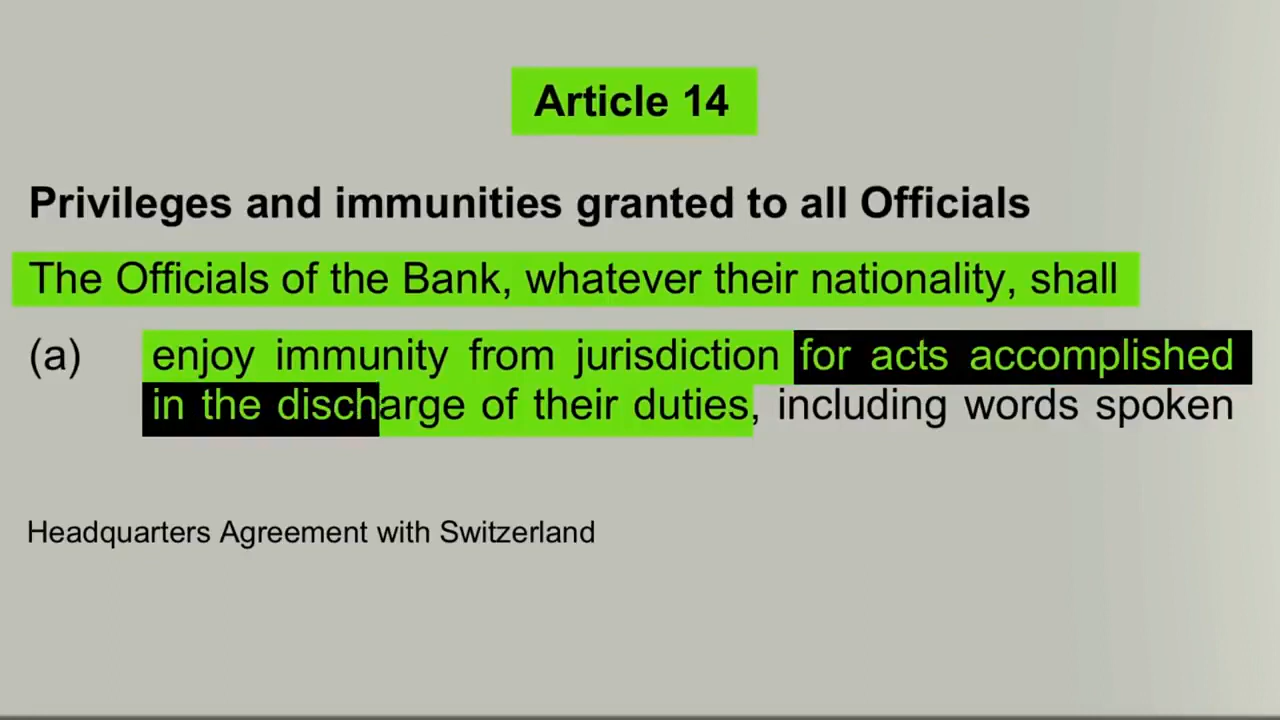 Article 14
Privileges and immunities granted to all Officials
The Officials of the Bank, whatever their nationality, shall
(a) enjoy immunity from jurisdiction for acts accomplished
in the discharge of their duties, including words spoken
Headquarters Agreement with Switzerland